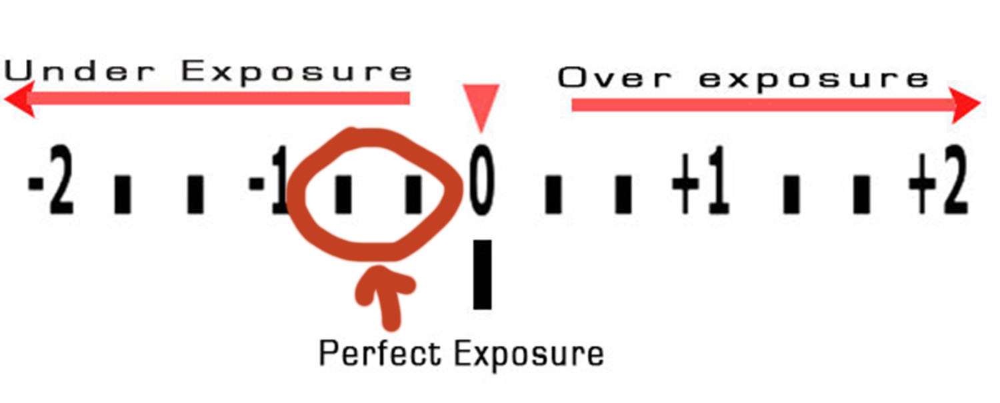 Under Exposure
Over exposure
-2 -1 0 +1 +2
Perfect Exposure